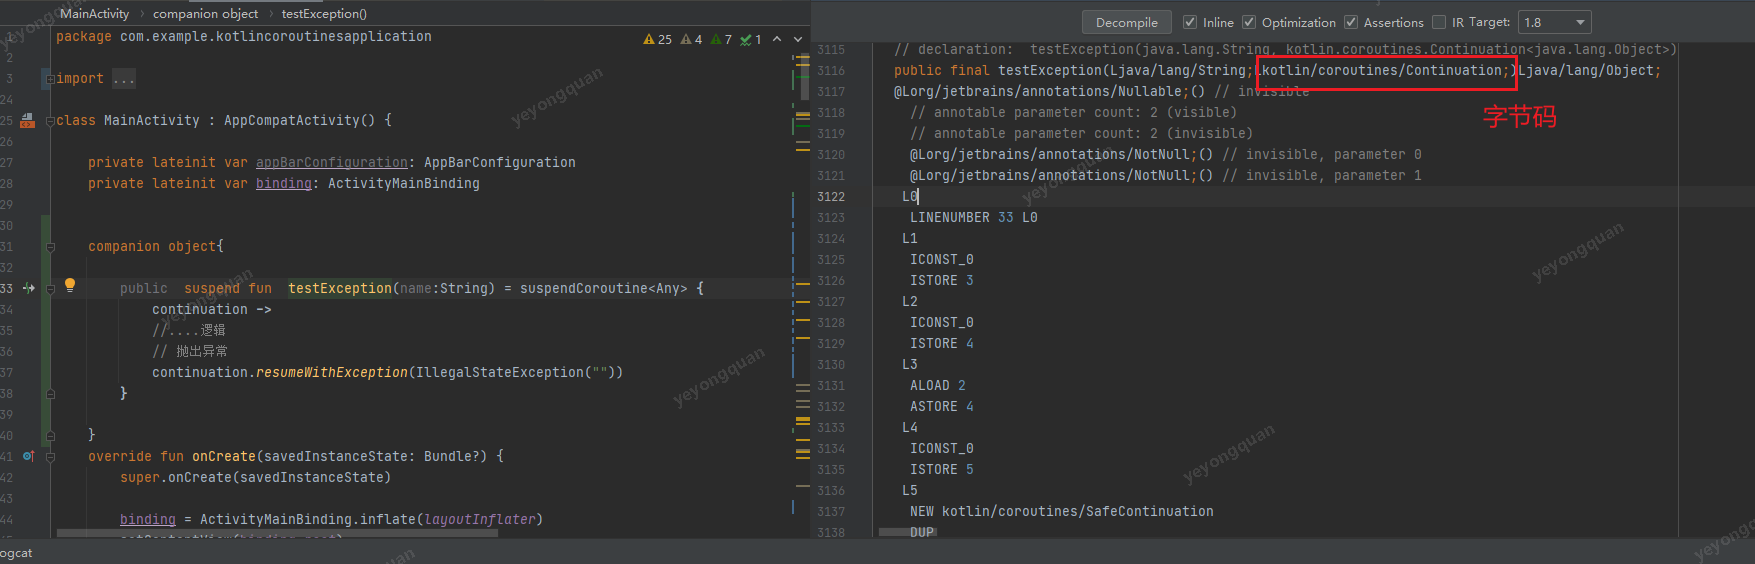 MainActivity › companion object › testException()
1 package com.example.kotlincoroutinesapplication
25 4 7 1
2
3 import ...
24
25 class MainActivity : AppCompatActivity() {
26
27 private lateinit var appBarConfiguration: AppBarConfiguration
28 private lateinit var binding: ActivityMainBinding
29
30
31 companion object{
32
33 public suspend fun testException(name:String) = suspendCoroutine<Any> {
34 continuation ->
35 //....逻辑
36 // 抛出异常
37 continuation.resumeWithException(IllegalStateException(""))
38 }
39
40 }
41 override fun onCreate(savedInstanceState: Bundle?) {
42 super.onCreate(savedInstanceState)
43
44 binding = ActivityMainBinding.inflate(layoutInflater)
ogcat
Decompile Inline Optimization Assertions IR Target: 1.8
3115 // declaration: testException(java.lang.String, kotlin.coroutines.Continuation<java.lang.Object>)
3116 public final testException(Ljava/lang/String;Lkotlin/coroutines/Continuation;)Ljava/lang/Object;
3117 @Lorg/jetbrains/annotations/Nullable;() // invisible
字节码
3118 // annotable parameter count: 2 (visible)
3119 // annotable parameter count: 2 (invisible)
3120 @Lorg/jetbrains/annotations/NotNull;() // invisible, parameter 0
3121 @Lorg/jetbrains/annotations/NotNull;() // invisible, parameter 1
3122 L0
3123 LINENUMBER 33 L0
3124 L1
3125 ICONST_0
3126 ISTORE 3
3127 L2
3128 ICONST_0
3129 ISTORE 4
3130 L3
3131 ALOAD 2
3132 ASTORE 4
3133 L4
3134 ICONST_0
3135 ISTORE 5
3136 L5
3137 NEW kotlin/coroutines/SafeContinuation
3138 DUP
yeyongquan
yeyongquan
yeyongquan
yeyongquan
yeyongquan
yeyongquan
yeyongquan
yeyongquan
yeyongquan